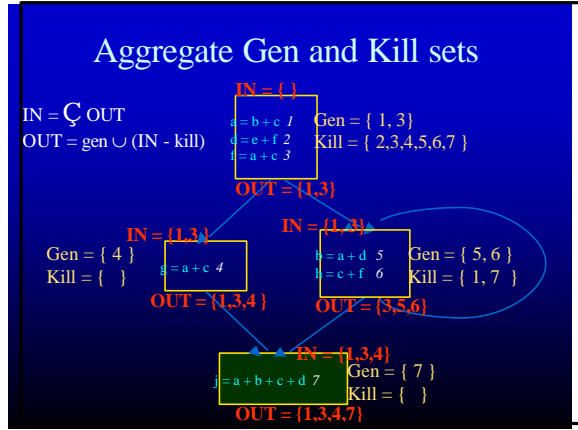 Aggregate Gen and Kill sets
IN = { }
IN = Ç OUT
OUT = gen ∪ (IN - kill)
a = b + c 1
d = e + f 2
f = a + c 3
Gen = { 1, 3}
Kill = { 2,3,4,5,6,7 }
OUT = {1,3}
IN = {1,3,}
IN = {1, 3}
Gen = { 4 }
Kill = { }
g = a + c 4
b = a + d 5
h = c + f 6
Gen = { 5, 6 }
Kill = { 1, 7 }
OUT = {1,3,4 }
OUT = {3,5,6}
IN = {1,3,4}
j = a + b + c + d 7
Gen = { 7 }
Kill = { }
OUT = {1,3,4,7}